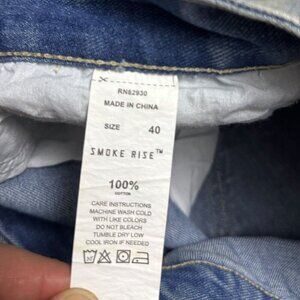 RN82930
MADE IN CHINA
SIZE 40
SMOKE RISE™
100%
COTTON
CARE INSTRUCTIONS
MACHINE WASH COLD
WITH LIKE COLORS
DO NOT BLEACH
TUMBLE DRY LOW
COOL IRON IF NEEDED